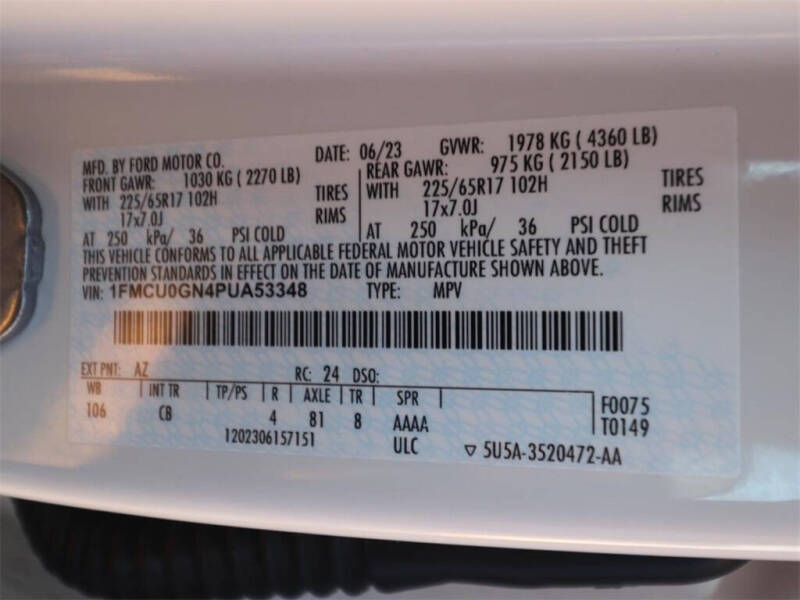 MFD. BY FORD MOTOR CO. DATE: 06/23 GVWR: 1978 KG ( 4360 LB)
FRONT GAWR: 1030 KG ( 2270 LB) REAR GAWR: 975 KG ( 2150 LB)
WITH 225/65R17 102H TIRES WITH 225/65R17 102H TIRES
17x7.0J RIMS 17x7.0J RIMS
AT 250 kPa/ 36 PSI COLD AT 250 kPa/ 36 PSI COLD
THIS VEHICLE CONFORMS TO ALL APPLICABLE FEDERAL MOTOR VEHICLE SAFETY AND THEFT
PREVENTION STANDARDS IN EFFECT ON THE DATE OF MANUFACTURE SHOWN ABOVE.
VIN: 1FMCU0GN4PUA53348 TYPE: MPV
EXT PNT: AZ RC: 24 DSO:
WB INT TR TP/PS R AXLE TR SPR F0075
106 CB 4 81 8 AAAA T0149
1202306157151 ULC ▽ 5U5A-3520472-AA